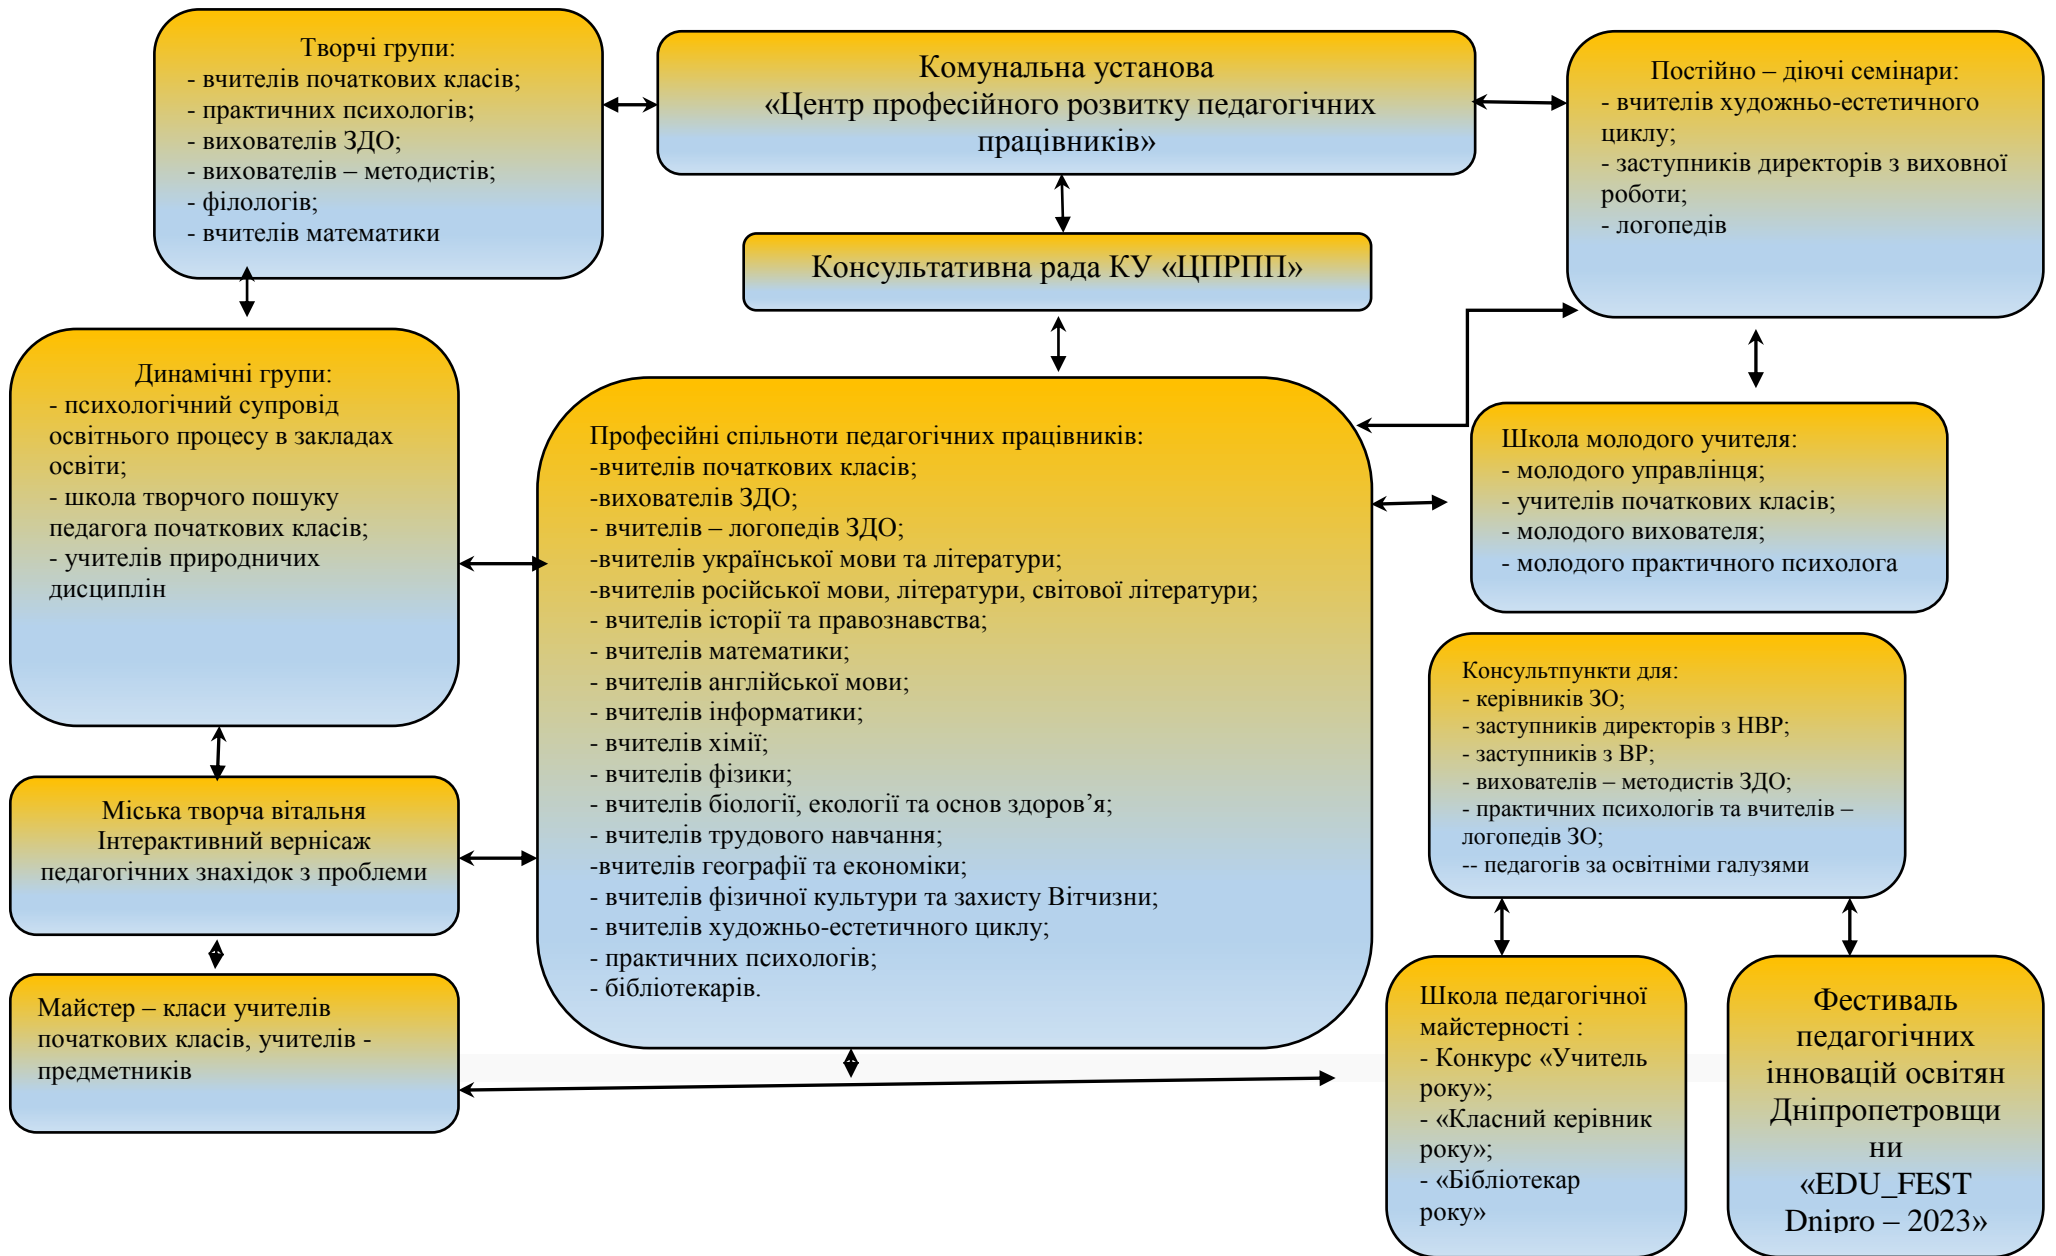 Творчі групи:
- вчителів початкових класів;
- практичних психологів;
- вихователів ЗДО;
- вихователів – методистів;
- філологів;
- вчителів математики
Комунальна установа
«Центр професійного розвитку педагогічних
працівників»
Постійно – діючі семінари:
- вчителів художньо-естетичного
циклу;
- заступників директорів з виховної
роботи;
- логопедів
Консультативна рада КУ «ЦПРПП»
Динамічні групи:
- психологічний супровід
освітнього процесу в закладах
освіти;
- школа творчого пошуку
педагога початкових класів;
- учителів природничих
дисциплін
Професійні спільноти педагогічних працівників:
-вчителів початкових класів;
-вихователів ЗДО;
- вчителів – логопедів ЗДО;
-вчителів української мови та літератури;
-вчителів російської мови, літератури, світової літератури;
- вчителів історії та правознавства;
- вчителів математики;
- вчителів англійської мови;
- вчителів інформатики;
- вчителів хімії;
- вчителів фізики;
- вчителів біології, екології та основ здоров’я;
- вчителів трудового навчання;
-вчителів географії та економіки;
- вчителів фізичної культури та захисту Вітчизни;
- вчителів художньо-естетичного циклу;
- практичних психологів;
- бібліотекарів.
Школа молодого учителя:
- молодого управлінця;
- учителів початкових класів;
- молодого вихователя;
- молодого практичного психолога
Консультпункти для:
- керівників ЗО;
- заступників директорів з НВР;
- заступників з ВР;
- вихователів – методистів ЗДО;
- практичних психологів та вчителів –
логопедів ЗО;
-- педагогів за освітніми галузями
Міська творча вітальня
Інтерактивний вернісаж
педагогічних знахідок з проблеми
Майстер – класи учителів
початкових класів, учителів -
предметників
Школа педагогічної
майстерності :
- Конкурс «Учитель
року»;
- «Класний керівник
року»;
- «Бібліотекар
року»
Фестиваль
педагогічних
інновацій освітян
Дніпропетровщи
ни
«EDU_FEST
Dnipro – 2023»